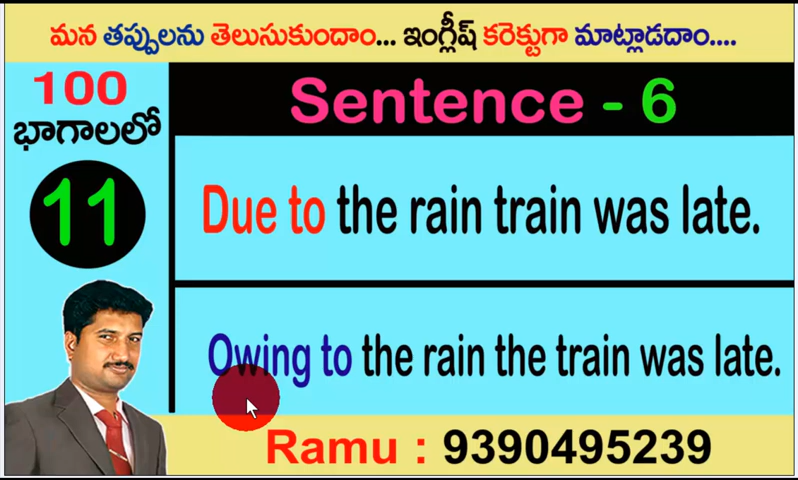 మన తప్పులను తెలుసుకుందాం... ఇంగ్లీష్ కరెక్టుగా మాట్లాడదాం....
100
భాగాలలో
11
Sentence - 6
Due to the rain train was late.
Owing to the rain the train was late.
Ramu : 9390495239